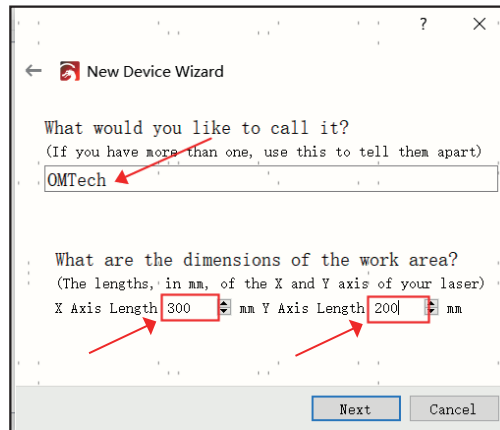 New Device Wizard
What would you like to call it?
(If you have more than one, use this to tell them apart)
OMTech
What are the dimensions of the work area?
(The lengths, in mm, of the X and Y axis of your laser)
X Axis Length 300 mm Y Axis Length 200 mm
Next Cancel